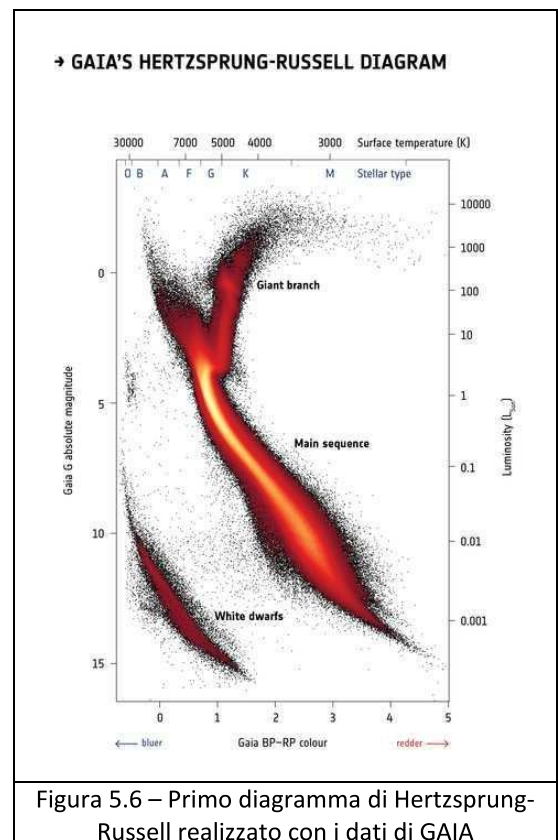 → GAIA'S HERTZSPRUNG-RUSSELL DIAGRAM
30000 7000 5000 4000 3000 Surface temperature (K)
O B A F G K M Stellar type
10000
1000
0
Giant branch
100
10
Gaia G absolute magnitude
1
5
Main sequence
Luminosity (LSun)
0.1
10
0.01
White dwarfs
0.001
15
0 1 2 3 4 5
← bluer Gaia BP–RP colour redder →
Figura 5.6 – Primo diagramma di Hertzsprung-
Russell realizzato con i dati di GAIA